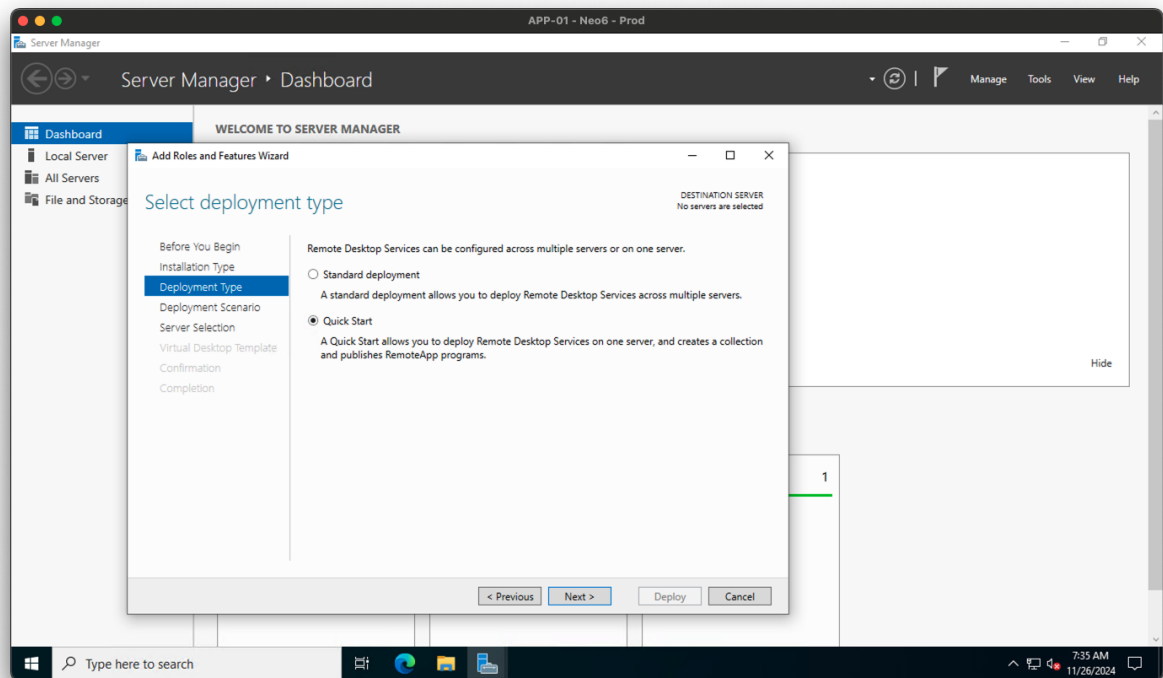 APP-01 - Neo6 - Prod
Server Manager
Server Manager • Dashboard
Manage
Tools
View
Help
Dashboard
Local Server
All Servers
File and Storage
WELCOME TO SERVER MANAGER
Add Roles and Features Wizard
Select deployment type
DESTINATION SERVER
No servers are selected
Before You Begin
Installation Type
Deployment Type
Deployment Scenario
Server Selection
Virtual Desktop Template
Confirmation
Completion
Remote Desktop Services can be configured across multiple servers or on one server.
Standard deployment
A standard deployment allows you to deploy Remote Desktop Services across multiple servers.
Quick Start
A Quick Start allows you to deploy Remote Desktop Services on one server, and creates a collection
and publishes RemoteApp programs.
Hide
1
< Previous
Next >
Deploy
Cancel
Type here to search
7:35 AM
11/26/2024